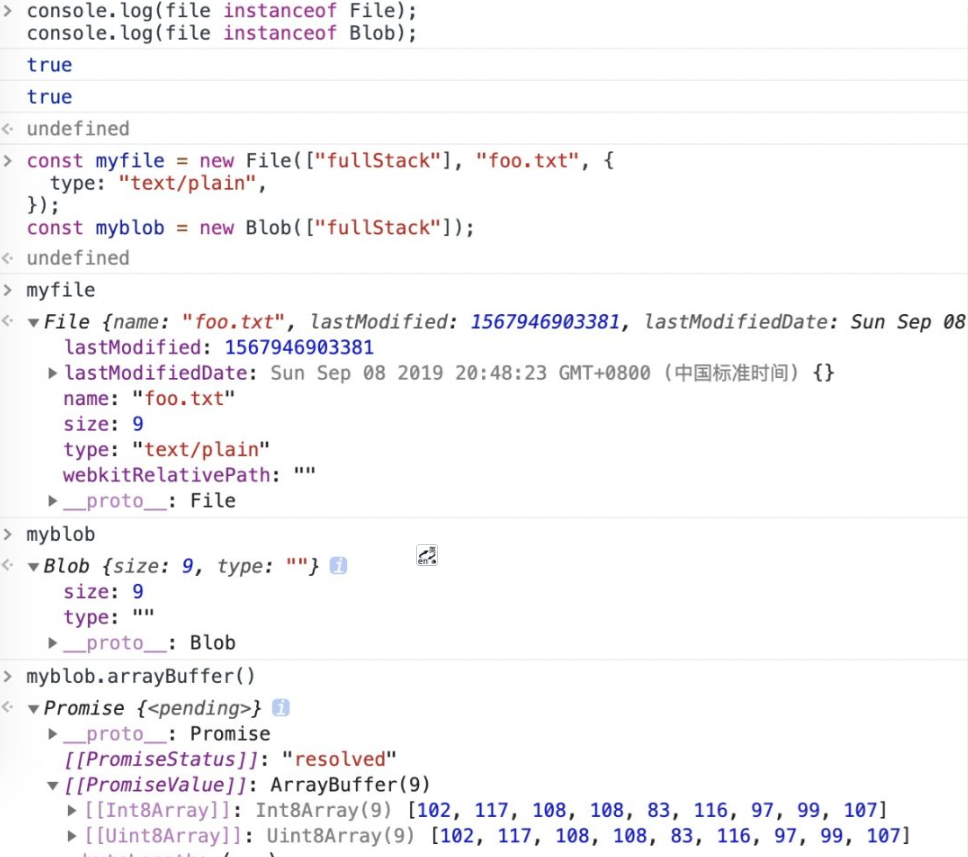 > console.log(file instanceof File);
console.log(file instanceof Blob);
true
true
undefined
> const myfile = new File(["fullStack"], "foo.txt", {
type: "text/plain",
});
const myblob = new Blob(["fullStack"]);
undefined
> myfile
▼File {name: "foo.txt", lastModified: 1567946903381, lastModifiedDate: Sun Sep 08
lastModified: 1567946903381
▶lastModifiedDate: Sun Sep 08 2019 20:48:23 GMT+0800 (中国标准时间) {}
name: "foo.txt"
size: 9
type: "text/plain"
webkitRelativePath: ""
▶__proto__: File
> myblob
▼Blob {size: 9, type: ""} i
size: 9
type: ""
▶__proto__: Blob
> myblob.arrayBuffer()
▼Promise {<pending>} i
▶__proto__: Promise
[[PromiseStatus]]: "resolved"
▼[[PromiseValue]]: ArrayBuffer(9)
▶[[Int8Array]]: Int8Array(9) [102, 117, 108, 108, 83, 116, 97, 99, 107]
▶[[Uint8Array]]: Uint8Array(9) [102, 117, 108, 108, 83, 116, 97, 99, 107]